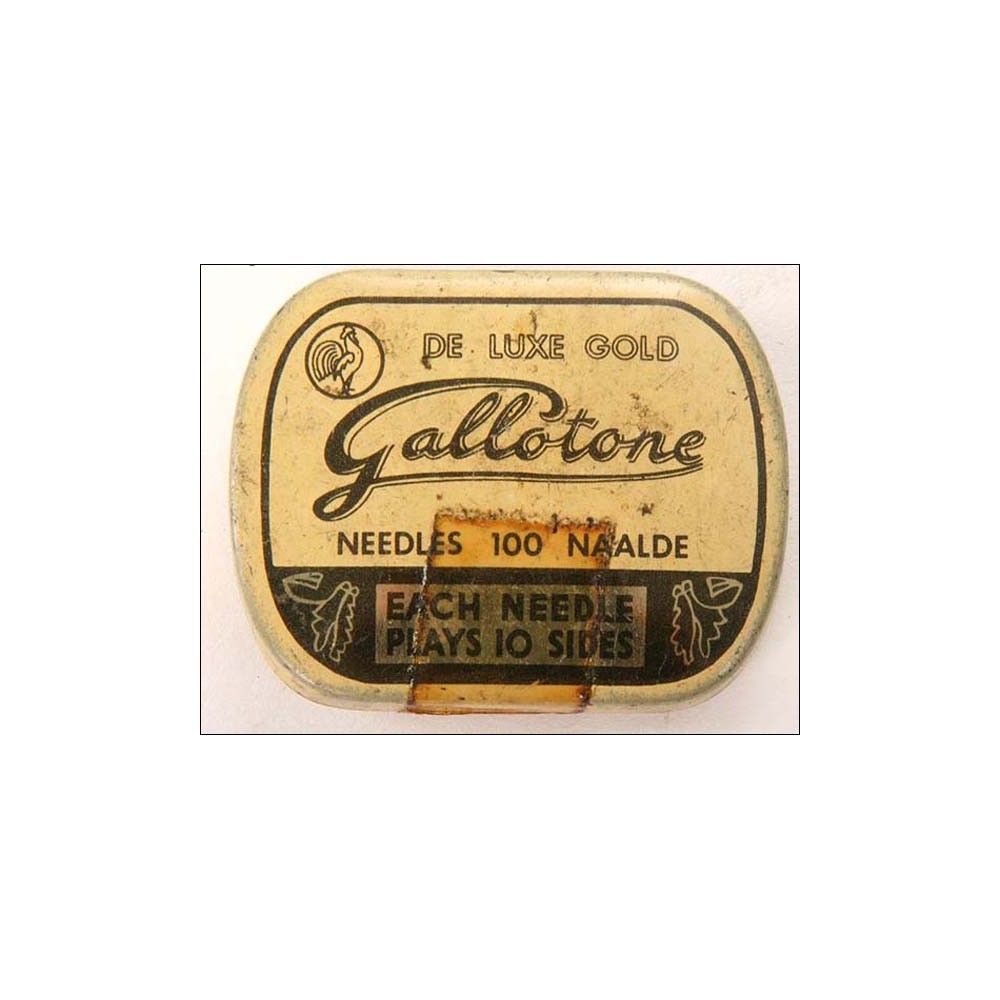 DE LUXE GOLD
Gallotone
NEEDLES 100 NAALDE
EACH NEEDLE
PLAYS 10 SIDES